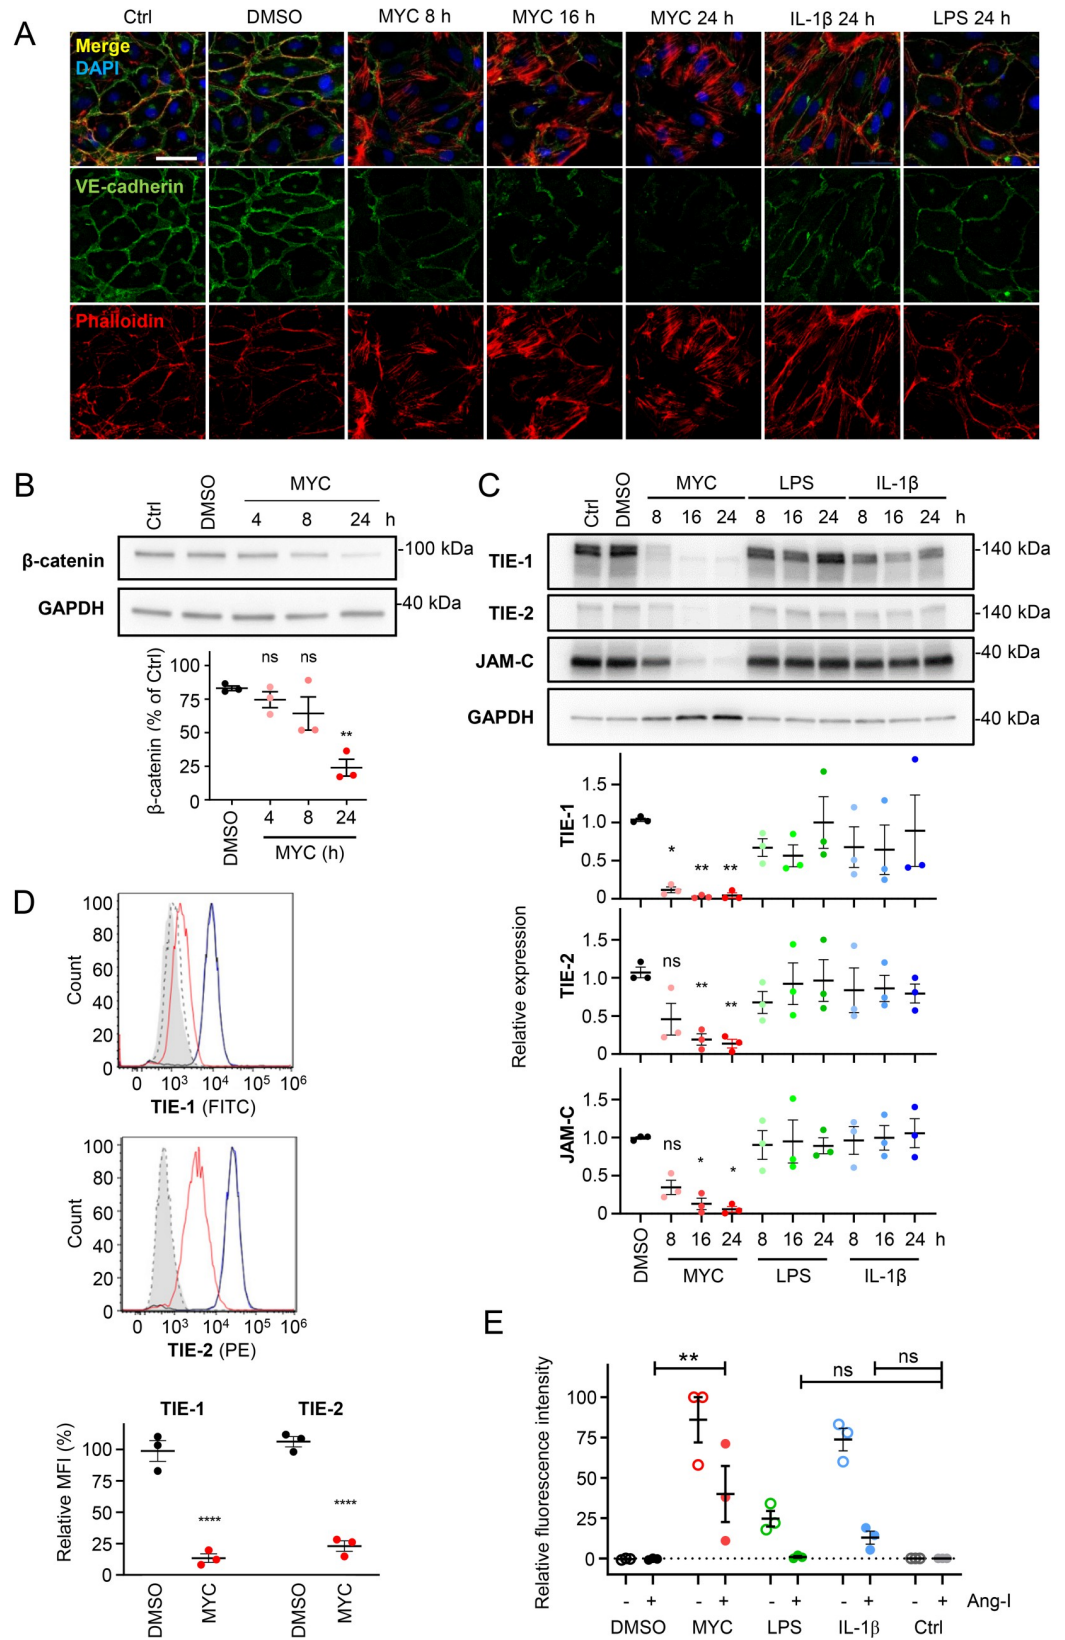 A
Ctrl DMSO MYC 8 h MYC 16 h MYC 24 h IL-1β 24 h LPS 24 h
Merge
DAPI
VE-cadherin
Phalloidin
B
Ctrl DMSO MYC
4 8 24 h
β-catenin -100 kDa
GAPDH -40 kDa
β-catenin (% of Ctrl)
100
75
50
25
0
ns ns **
DMSO 4 8 24
MYC (h)
C
Ctrl DMSO MYC LPS IL-1β
8 16 24 8 16 24 8 16 24 h
TIE-1 -140 kDa
TIE-2 -140 kDa
JAM-C -40 kDa
GAPDH -40 kDa
Relative expression
TIE-1
1.5
1.0
0.5
0
* ** **
TIE-2
1.5
1.0
0.5
0
ns ** **
JAM-C
1.5
1.0
0.5
0
ns * *
DMSO 8 16 24 8 16 24 8 16 24 h
MYC LPS IL-1β
D
Count
100
80
60
40
20
0
0 10³ 10⁴ 10⁵ 10⁶
TIE-1 (FITC)
Count
100
80
60
40
20
0
0 10³ 10⁴ 10⁵ 10⁶
TIE-2 (PE)
TIE-1 TIE-2
Relative MFI (%)
100
75
50
25
0
**** ****
DMSO MYC DMSO MYC
E
Relative fluorescence intensity
100
75
50
25
0
** ns ns
- + - + - + - + - + Ang-I
DMSO MYC LPS IL-1β Ctrl